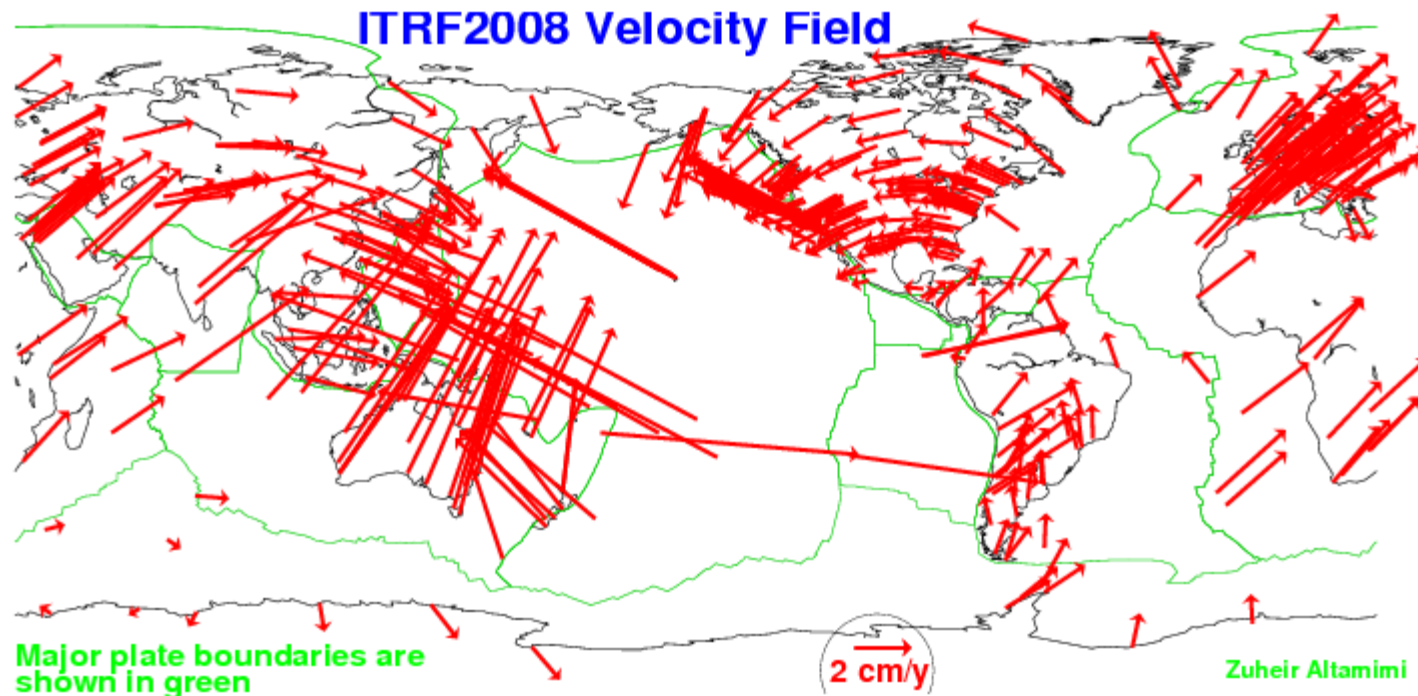 ITRF2008 Velocity Field
Major plate boundaries are
shown in green
2 cm/y
Zuheir Altamimi